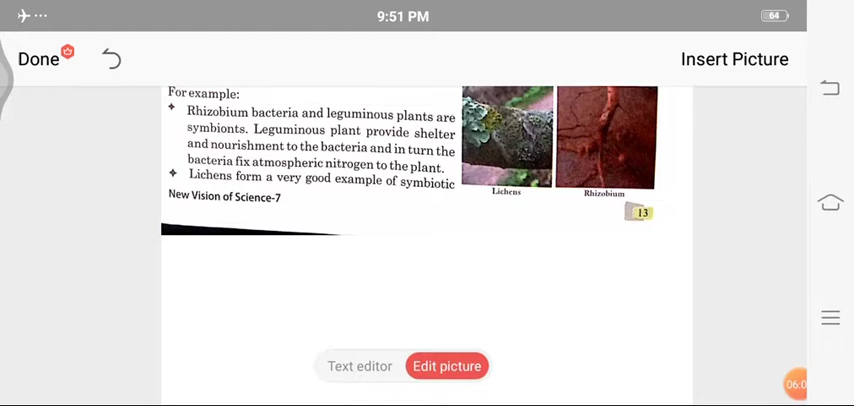 9:51 PM
64
Done
Insert Picture
For example:
Rhizobium bacteria and leguminous plants are
symbionts. Leguminous plant provide shelter
and nourishment to the bacteria and in turn the
bacteria fix atmospheric nitrogen to the plant.
Lichens form a very good example of symbiotic
Lichens
Rhizobium
New Vision of Science-7
13
Text editor
Edit picture
06:0